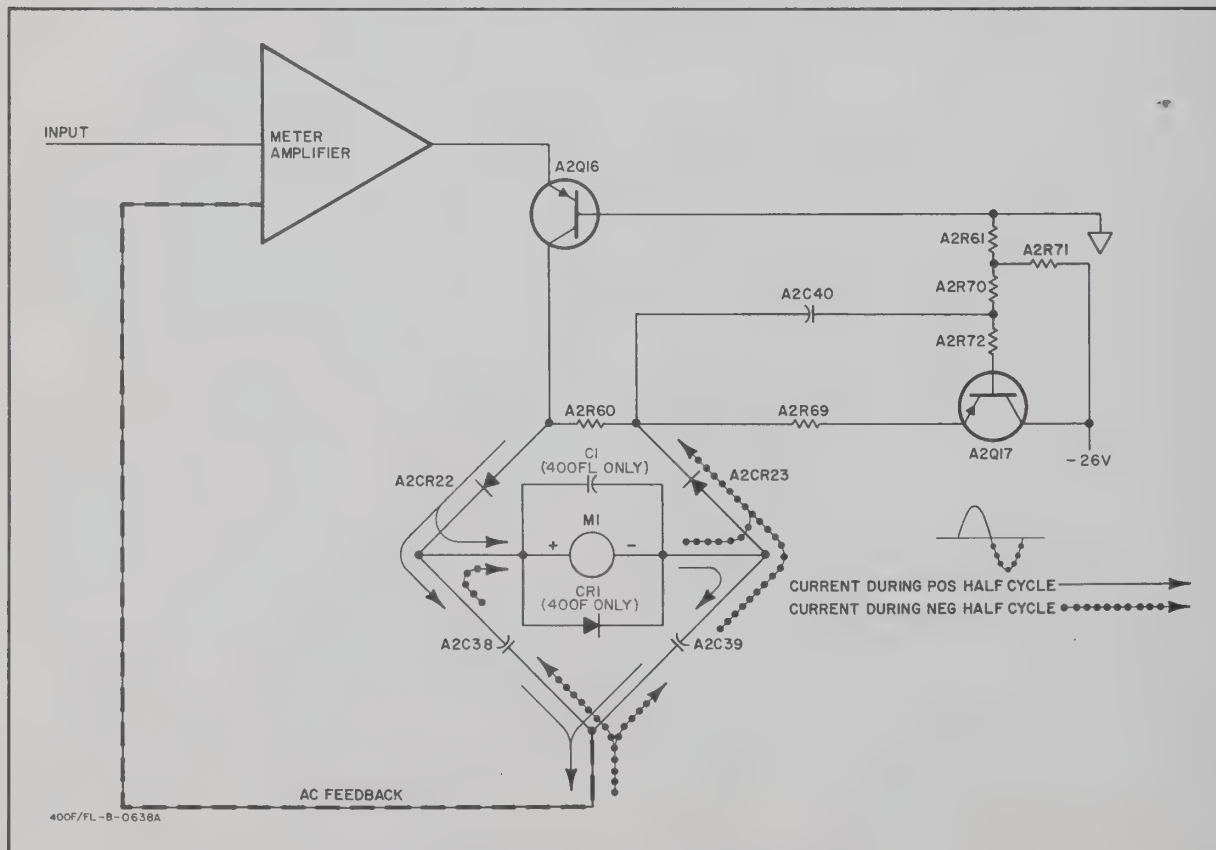 INPUT
METER
AMPLIFIER
A2Q16
A2R61
A2R71
A2R70
A2C40
A2R72
A2R60
A2R69
A2Q17
-26V
A2CR22
C1
(400FL ONLY)
A2CR23
M1
+
-
CR1
(400F ONLY)
CURRENT DURING POS HALF CYCLE
CURRENT DURING NEG HALF CYCLE
A2C38
A2C39
AC FEEDBACK
400F/FL-B-0638A